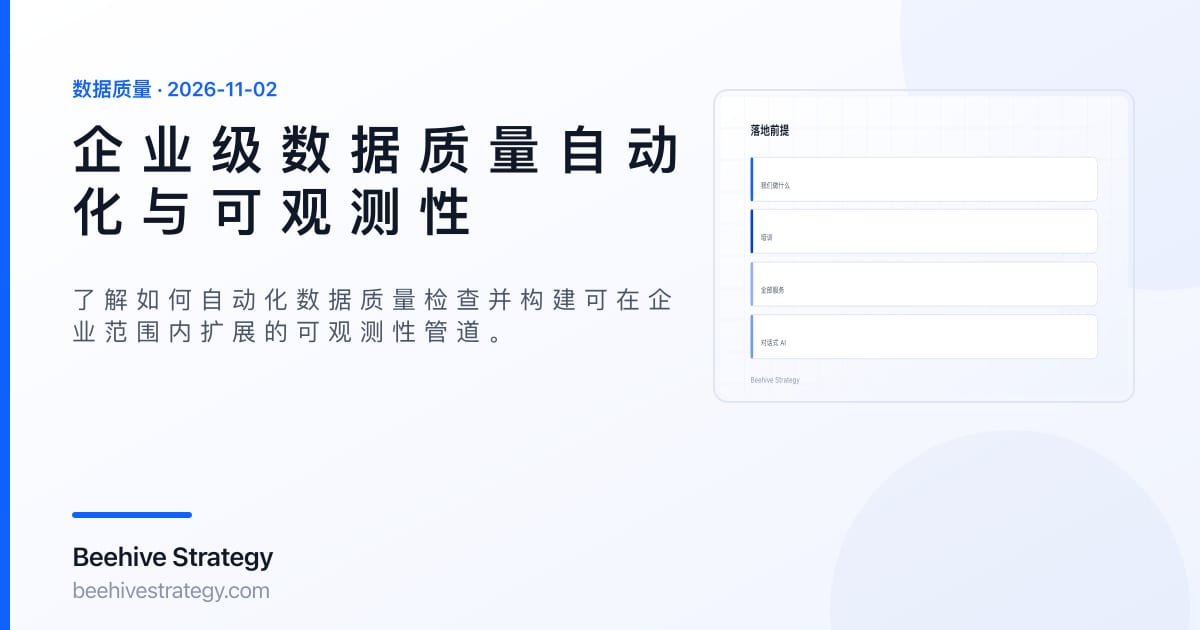 数据质量 · 2026-11-02
企业级数据质量自动
化与可观测性
了解如何自动化数据质量检查并构建可在企
业范围内扩展的可观测性管道。
落地前提
我们做什么
培训
全部服务
对话式 AI
Beehive Strategy
Beehive Strategy
beehivestrategy.com